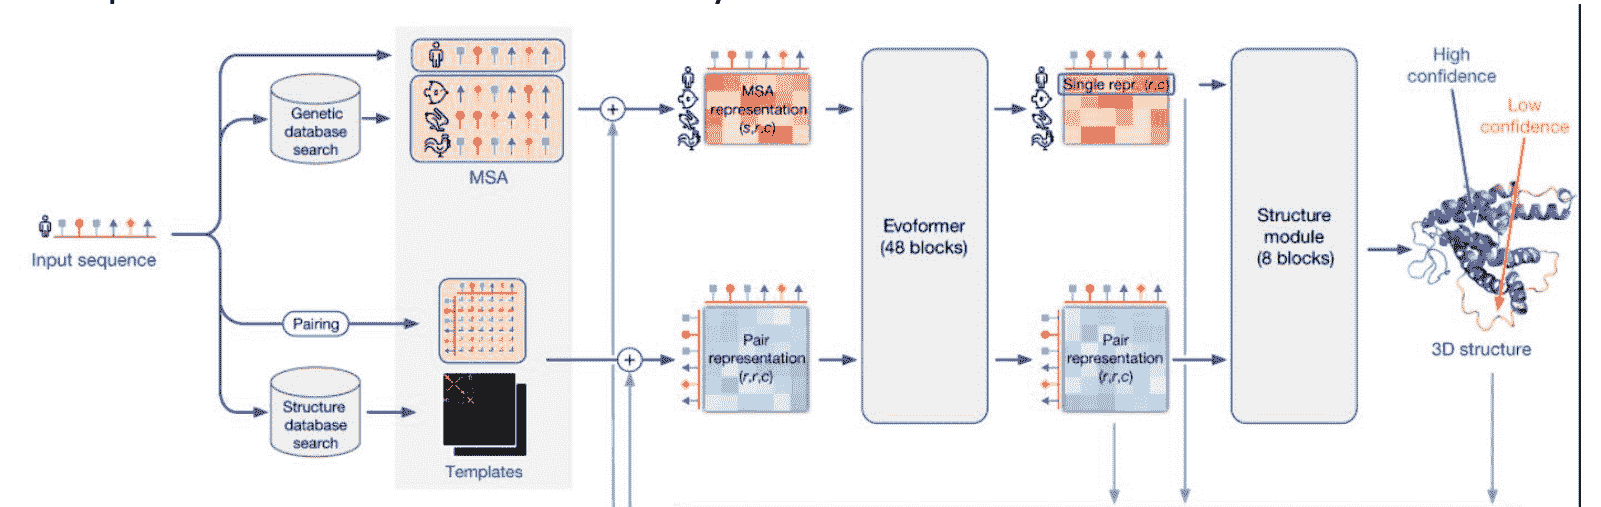 Input sequence
Genetic
database
search
MSA
Pairing
Structure
database
search
Templates
+
+
MSA
representation
(s,r,c)
Pair
representation
(r,r,c)
Evoformer
(48 blocks)
Single repr. (r,c)
Pair
representation
(r,r,c)
Structure
module
(8 blocks)
High
confidence
Low
confidence
3D structure